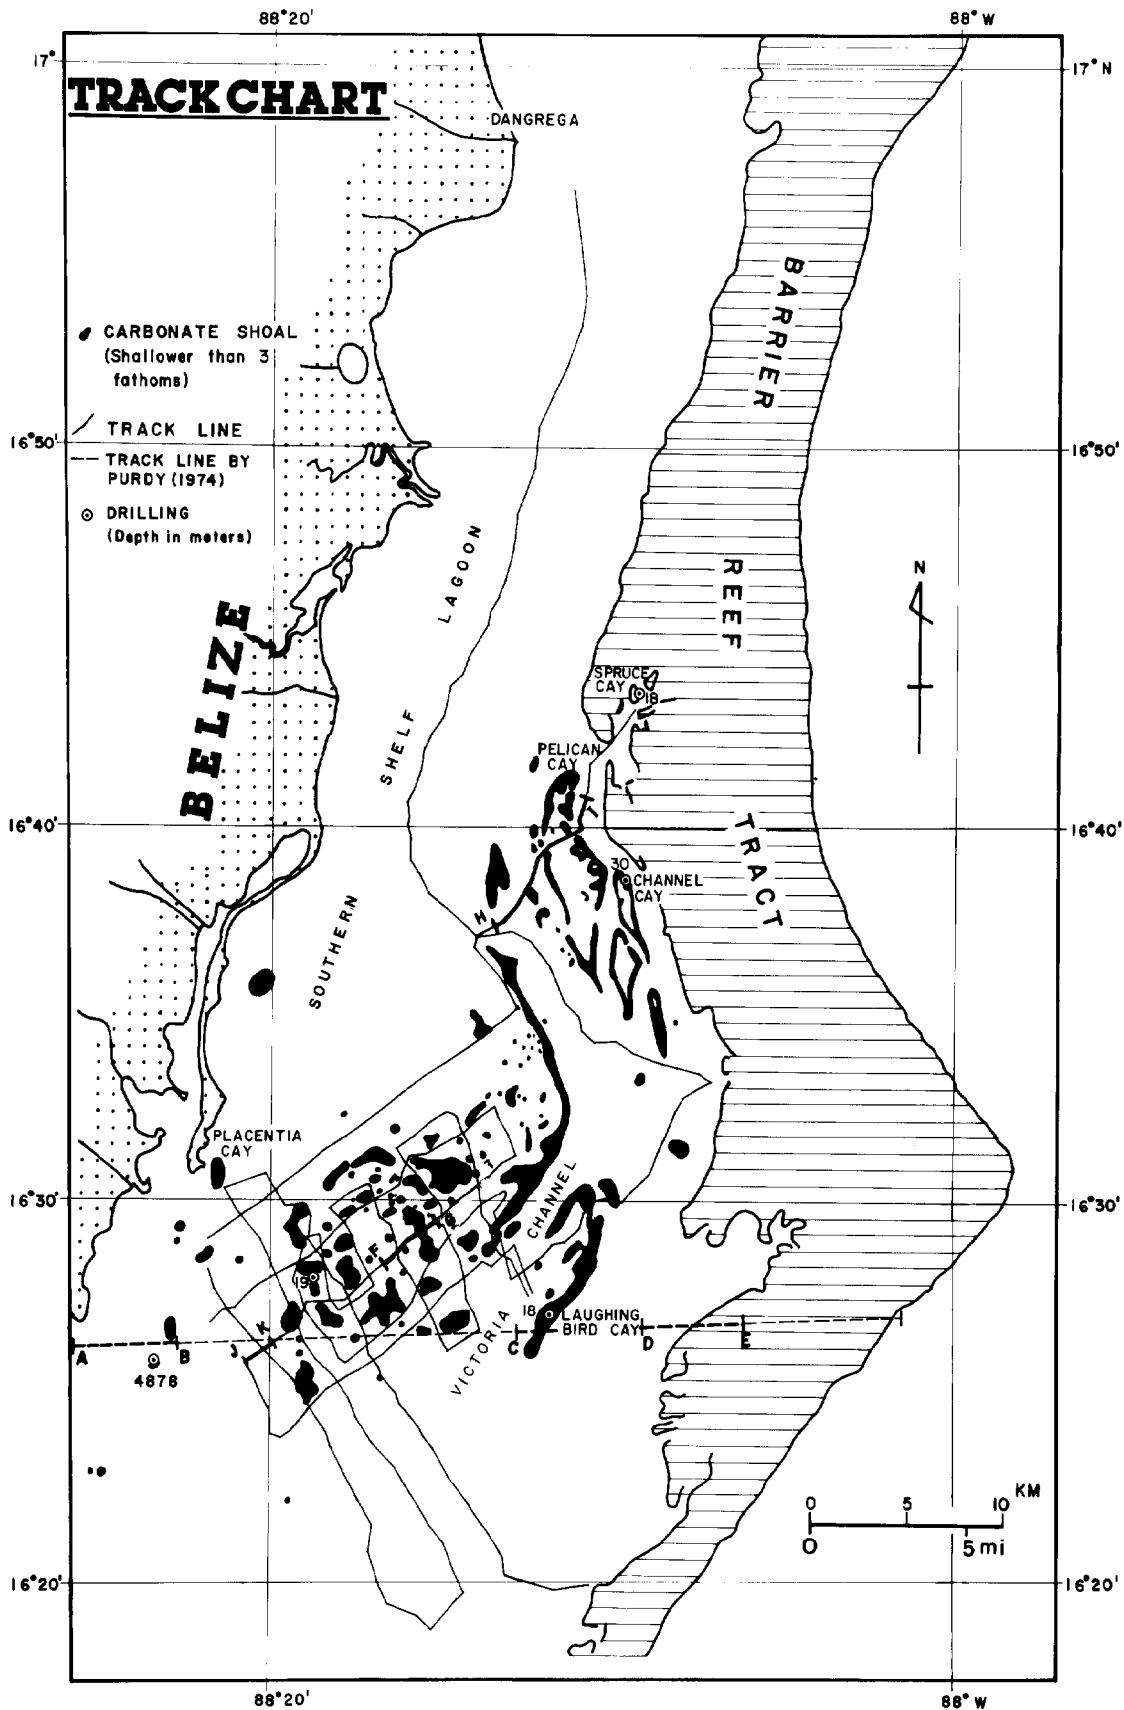 88°20'
88°W
17°
17°N
TRACK CHART
DANGREGA
BARRIER
CARBONATE SHOAL
(Shallower than 3
fathoms)
TRACK LINE
16°50'
16°50'
TRACK LINE BY
PURDY (1974)
DRILLING
(Depth in meters)
LAGOON
REEF
N
BELIZE
SPRUCE
CAY
18
SHELF
PELICAN
CAY
I
16°40'
16°40'
TRACT
30
CHANNEL
CAY
H
SOUTHERN
PLACENTIA
CAY
16°30'
16°30'
CHANNEL
F
19
18
LAUGHING
BIRD CAY
VICTORIA
K
J
A
B
C
D
E
4878
0 5 10 KM
0 5 mi
16°20'
16°20'
88°20'
88°W